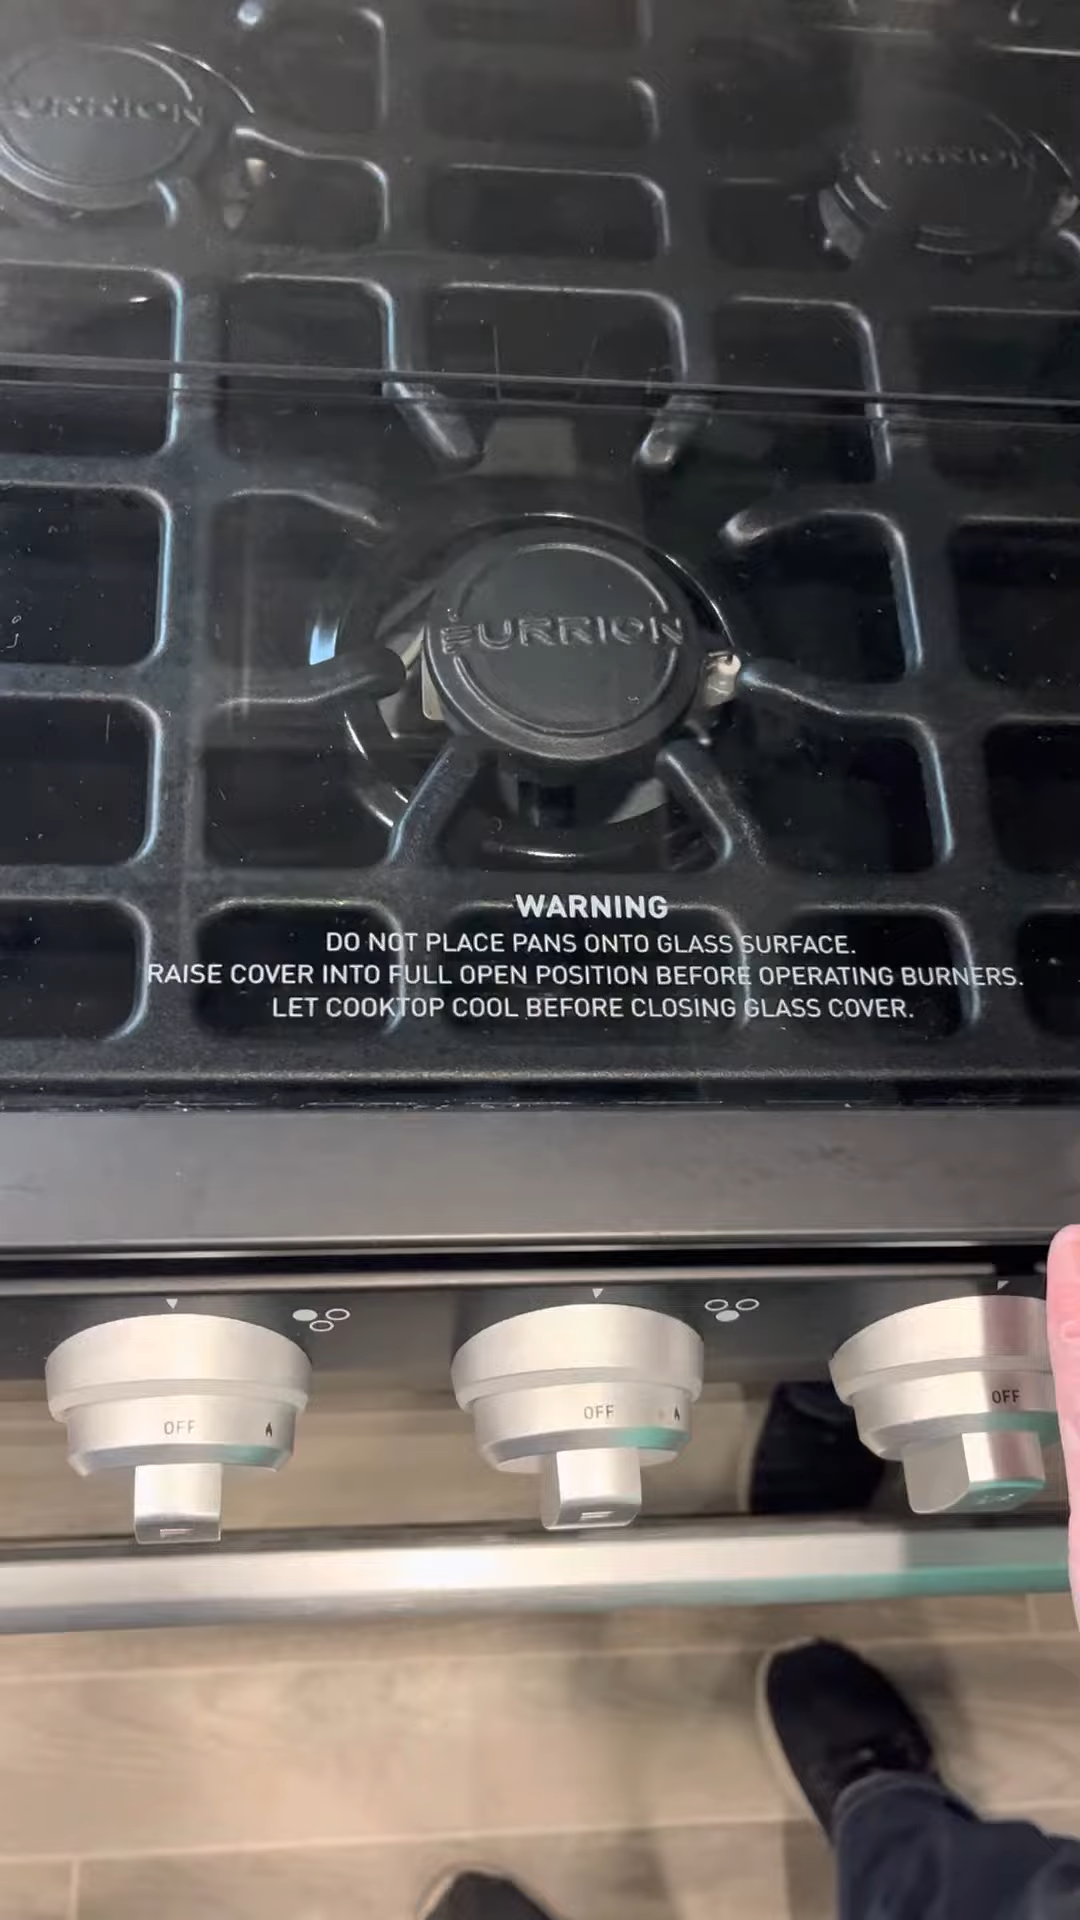 FURRION
FURRION
FURRION
WARNING
DO NOT PLACE PANS ONTO GLASS SURFACE.
RAISE COVER INTO FULL OPEN POSITION BEFORE OPERATING BURNERS.
LET COOKTOP COOL BEFORE CLOSING GLASS COVER.
OFF
OFF
OFF